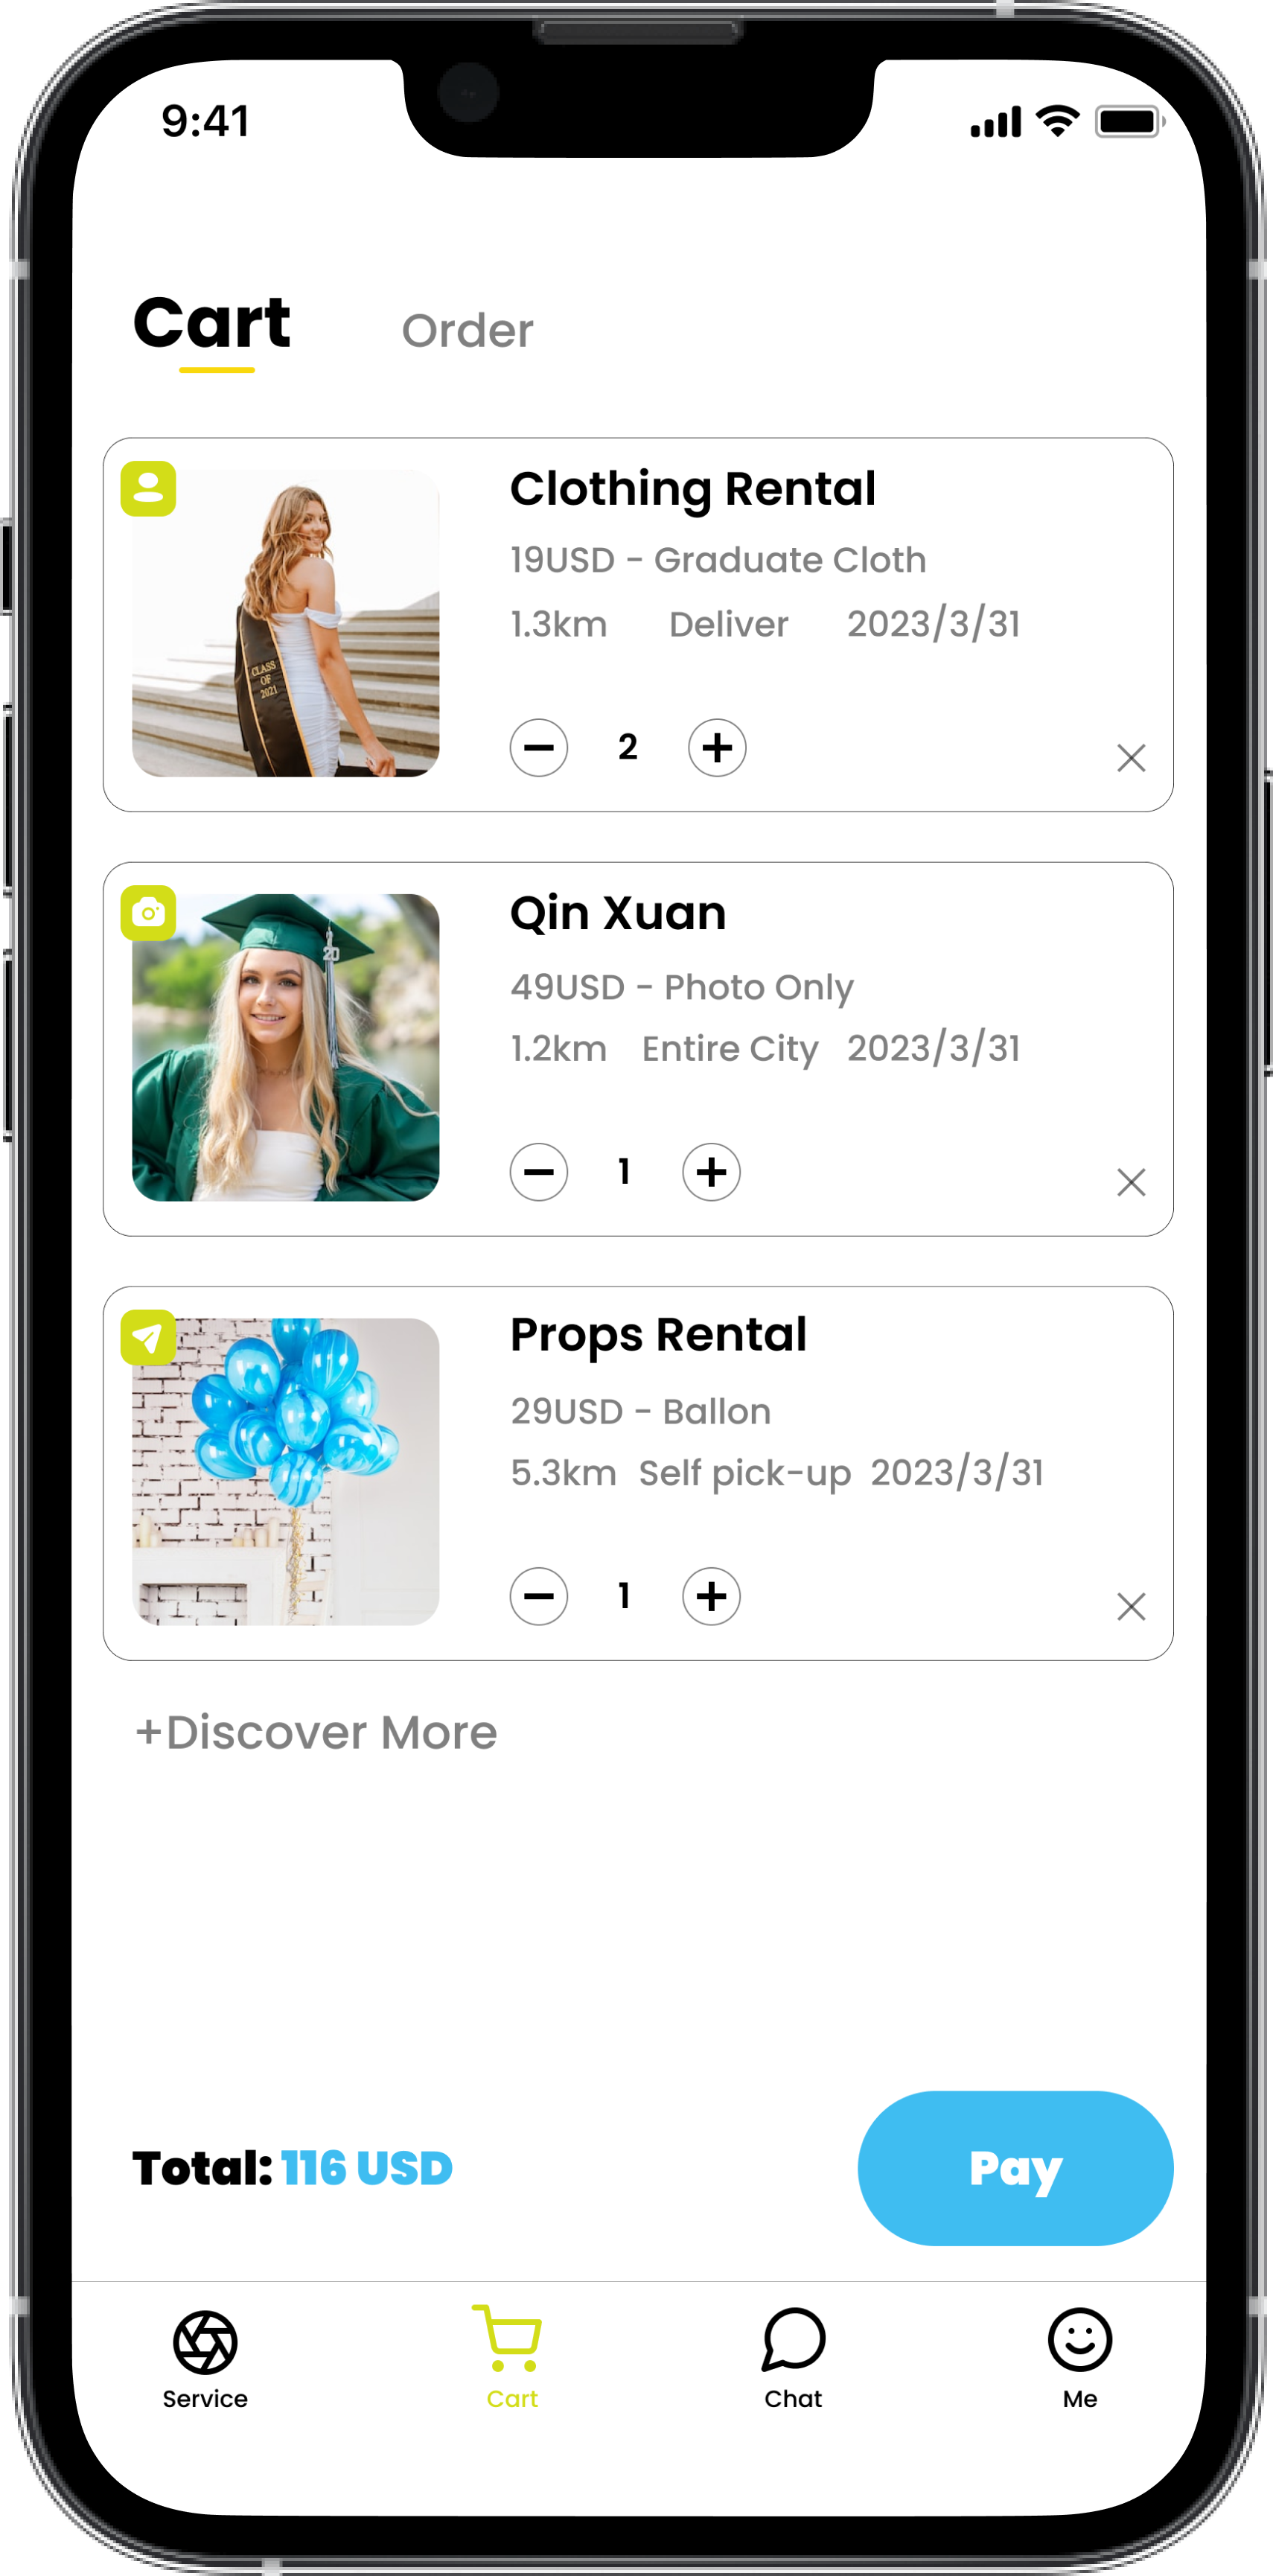 9:41
Cart
Order
Clothing Rental
19USD - Graduate Cloth
1.3km Deliver 2023/3/31
CLASS
OF
2021
2
Qin Xuan
20
49USD - Photo Only
1.2km Entire City 2023/3/31
1
Props Rental
29USD - Ballon
5.3km Self pick-up 2023/3/31
1
+Discover More
Total: 116 USD
Pay
Service
Cart
Chat
Me